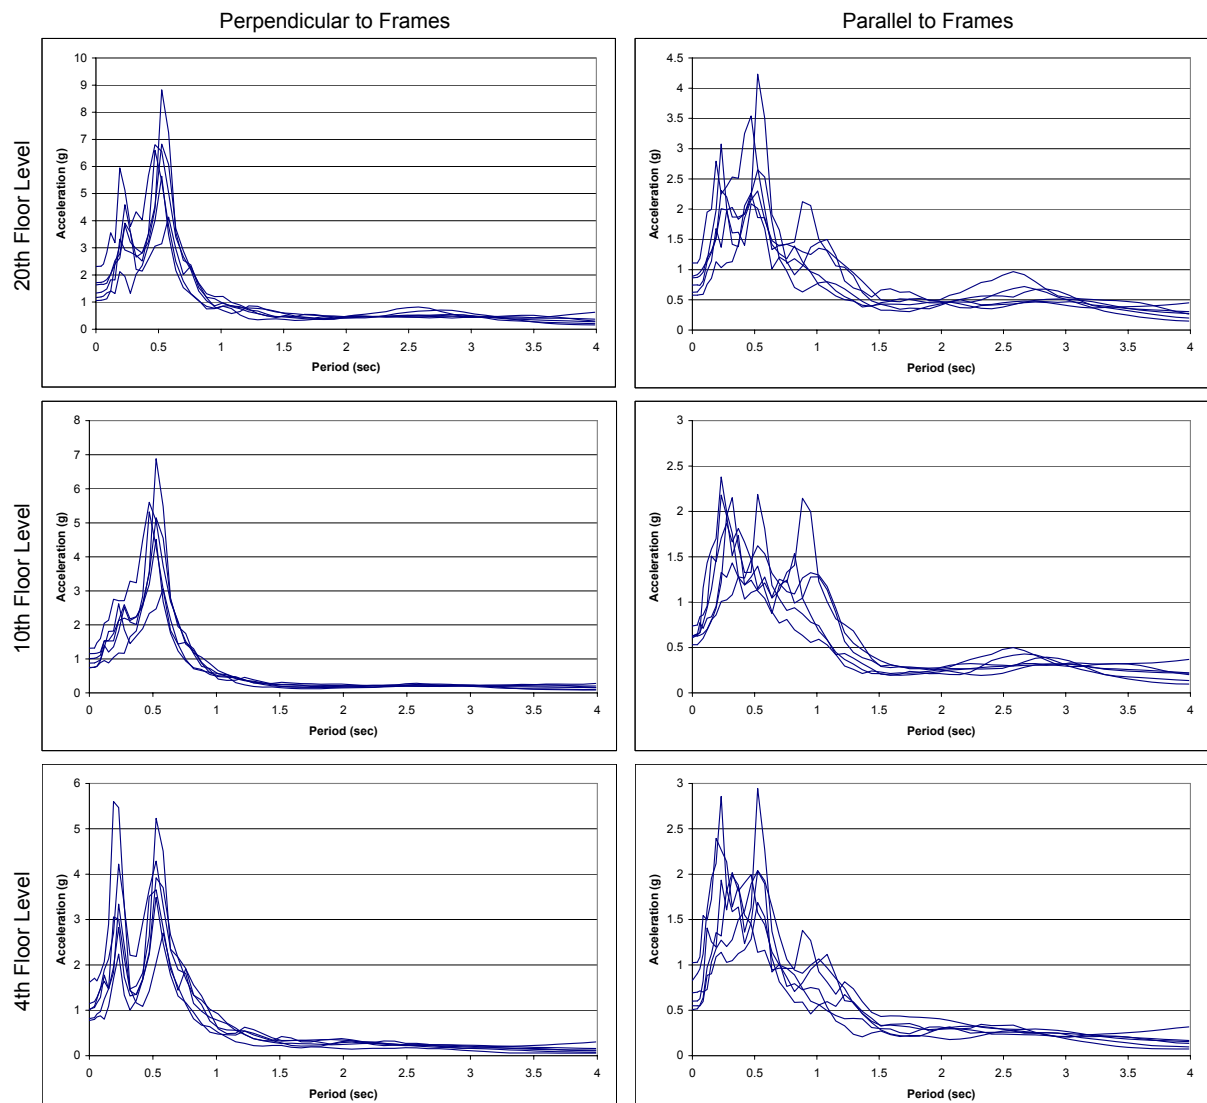 Perpendicular to Frames
Parallel to Frames
20th Floor Level
Acceleration (g)
10
9
8
7
6
5
4
3
2
1
0
0 0.5 1 1.5 2 2.5 3 3.5 4
Period (sec)
Acceleration (g)
4.5
4
3.5
3
2.5
2
1.5
1
0.5
0
0 0.5 1 1.5 2 2.5 3 3.5 4
Period (sec)
10th Floor Level
Acceleration (g)
8
7
6
5
4
3
2
1
0
0 0.5 1 1.5 2 2.5 3 3.5 4
Period (sec)
Acceleration (g)
3
2.5
2
1.5
1
0.5
0
0 0.5 1 1.5 2 2.5 3 3.5 4
Period (sec)
4th Floor Level
Acceleration (g)
6
5
4
3
2
1
0
0 0.5 1 1.5 2 2.5 3 3.5 4
Period (sec)
Acceleration (g)
3
2.5
2
1.5
1
0.5
0
0 0.5 1 1.5 2 2.5 3 3.5 4
Period (sec)